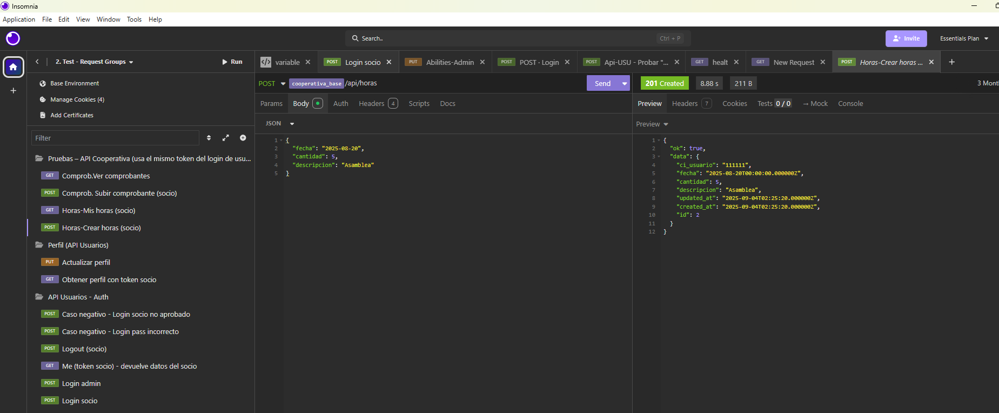 Insomnia
Application File Edit View Window Tools Help
Search.. Ctrl + P Invite Essentials Plan
2. Test - Request Groups Run
variable POST Login socio PUT Abilities-Admin POST POST · Login POST Api-USU - Probar "... GET healt GET New Request POST Horas-Crear horas ...
Base Environment
Manage Cookies (4)
Add Certificates
Filter
Pruebas – API Cooperativa (usa el mismo token del login de usu...
GET Comprob.Ver comprobantes
POST Comprob. Subir comprobante (socio)
GET Horas-Mis horas (socio)
POST Horas-Crear horas (socio)
Perfil (API Usuarios)
PUT Actualizar perfil
GET Obtener perfil con token socio
API Usuarios - Auth
POST Caso negativo - Login socio no aprobado
POST Caso negativo - Login pass incorrecto
POST Logout (socio)
GET Me (token socio) - devuelve datos del socio
POST Login admin
POST Login socio
POST cooperativa_base /api/horas Send
Params Body Auth Headers 4 Scripts Docs
JSON
1 {
2 "fecha": "2025-08-20",
3 "cantidad": 5,
4 "descripcion": "Asamblea"
5 }
201 Created 8.88 s 211 B 3 Mont
Preview Headers 7 Cookies Tests 0 / 0 → Mock Console
Preview
1 {
2 "ok": true,
3 "data": {
4 "ci_usuario": "111111",
5 "fecha": "2025-08-20T00:00:00.000000Z",
6 "cantidad": 5,
7 "descripcion": "Asamblea",
8 "updated_at": "2025-09-04T02:25:20.000000Z",
9 "created_at": "2025-09-04T02:25:20.000000Z",
10 "id": 2
11 }
12 }